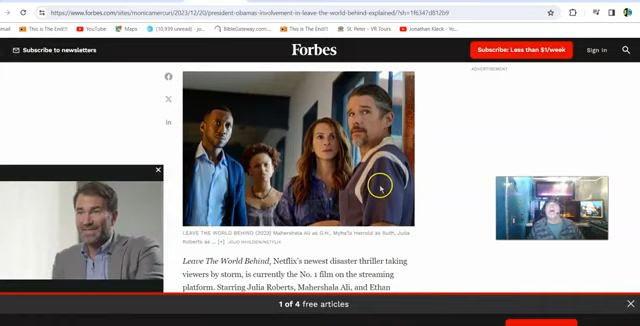 https://www.forbes.com/sites/monicamercuri/2023/12/20/president-obamas-involvement-in-leave-the-world-behind-explained/?sh=1f6347d812b9
This is The End!!
YouTube
Maps
(10,939 unread)
BibleGateway.com
This is The End!!
St. Peter - VR Tours
Jonathan Kleck - Yo
Subscribe to newsletters
Forbes
Subscribe: Less than $1/week
Sign In
ADVERTISEMENT
LEAVE THE WORLD BEHIND (2023) Mahershala Ali as G.H., Myha'la Herrold as Ruth, Julia
Roberts as ... [+] JOJO WHILDEN/NETFLIX
Leave The World Behind, Netflix's newest disaster thriller taking
viewers by storm, is currently the No. 1 film on the streaming
platform. Starring Julia Roberts, Mahershala Ali, and Ethan
1 of 4 free articles